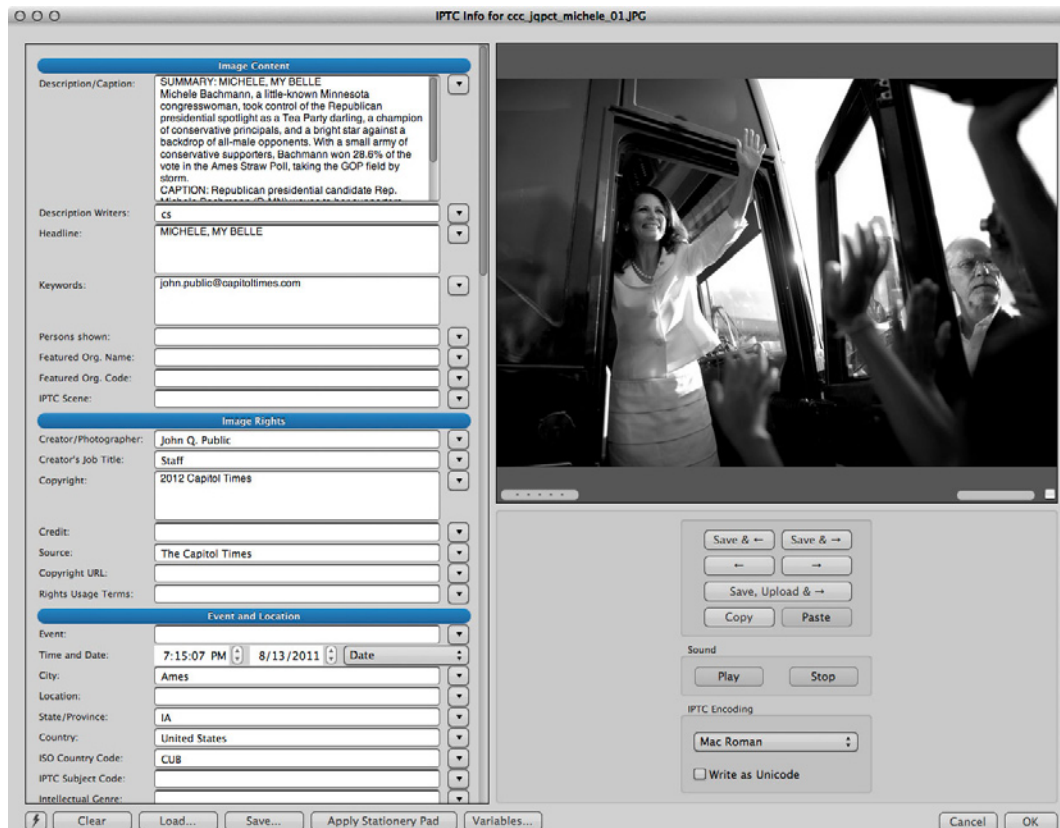 IPTC Info for ccc_jqpct_michele_01.JPG
Image Content
Description/Caption:
SUMMARY: MICHELE, MY BELLE
Michele Bachmann, a little-known Minnesota
congresswoman, took control of the Republican
presidential spotlight as a Tea Party darling, a champion
of conservative principals, and a bright star against a
backdrop of all-male opponents. With a small army of
conservative supporters, Bachmann won 28.6% of the
vote in the Ames Straw Poll, taking the GOP field by
storm.
CAPTION: Republican presidential candidate Rep.
Description Writers: cs
Headline: MICHELE, MY BELLE
Keywords: john.public@capitoltimes.com
Persons shown:
Featured Org. Name:
Featured Org. Code:
IPTC Scene:
Image Rights
Creator/Photographer: John Q. Public
Creator's Job Title: Staff
Copyright: 2012 Capitol Times
Credit:
Source: The Capitol Times
Copyright URL:
Rights Usage Terms:
Event and Location
Event:
Time and Date: 7:15:07 PM 8/13/2011 Date
City: Ames
Location:
State/Province: IA
Country: United States
ISO Country Code: CUB
IPTC Subject Code:
Intellectual Genre:
Save & ← Save & →
← →
Save, Upload & →
Copy Paste
Sound
Play Stop
IPTC Encoding
Mac Roman
Write as Unicode
Clear Load... Save... Apply Stationery Pad Variables... Cancel OK